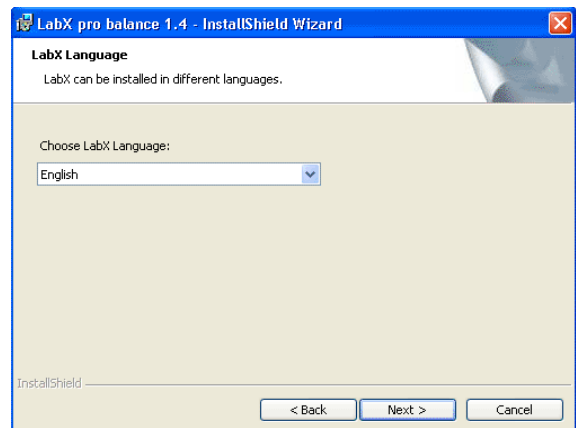 LabX pro balance 1.4 - InstallShield Wizard
LabX Language
LabX can be installed in different languages.
Choose LabX Language:
English
InstallShield
< Back
Next >
Cancel